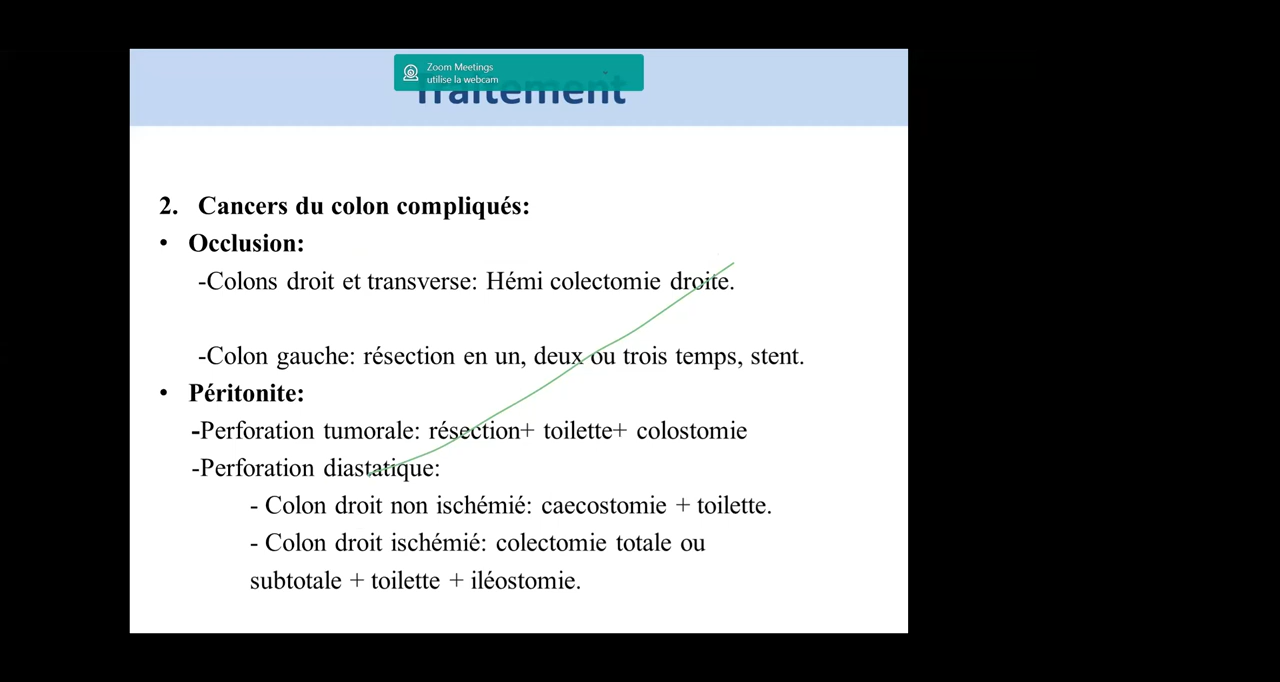 Zoom Meetings
utilise la webcam
Traitement
2. Cancers du colon compliqués:
• Occlusion:
-Colons droit et transverse: Hémi colectomie droite.
-Colon gauche: résection en un, deux ou trois temps, stent.
• Péritonite:
-Perforation tumorale: résection+ toilette+ colostomie
-Perforation diastatique:
- Colon droit non ischémié: caecostomie + toilette.
- Colon droit ischémié: colectomie totale ou
subtotale + toilette + iléostomie.